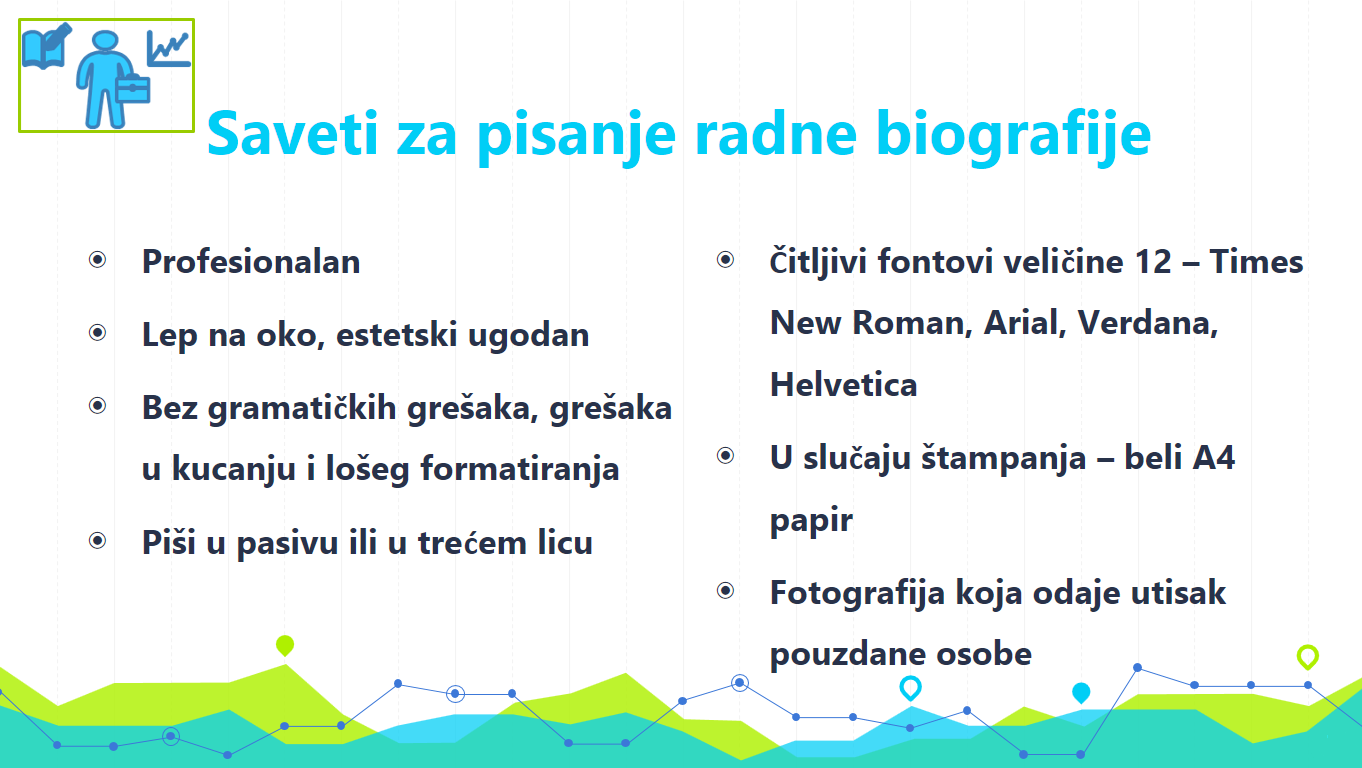 Saveti za pisanje radne biografije
Profesionalan
Lep na oko, estetski ugodan
Bez gramatičkih grešaka, grešaka
u kucanju i lošeg formatiranja
Piši u pasivu ili u trećem licu
Čitljivi fontovi veličine 12 – Times
New Roman, Arial, Verdana,
Helvetica
U slučaju štampanja – beli A4
papir
Fotografija koja odaje utisak
pouzdane osobe